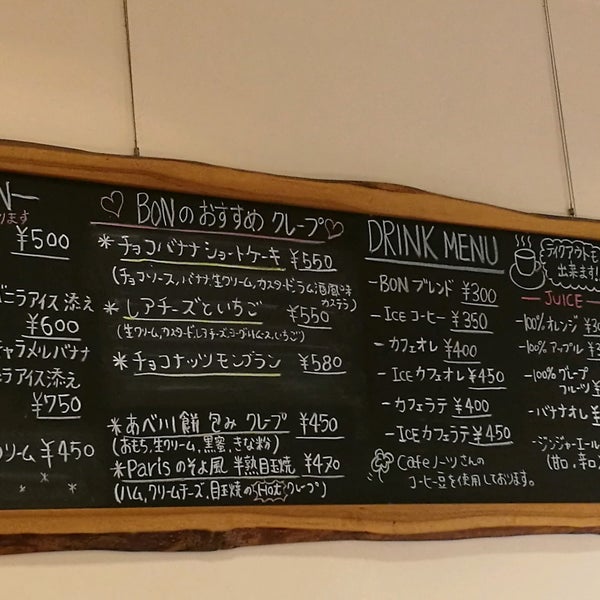 ります
¥500
ニラアイス添え
¥600
キャラメルバナナ
ラアイス添え
¥750
クリーム ¥450
BONのおすすめ クレープ
*チョコバナナショートケーキ ¥550
(チョコソース,バナナ,生クリーム,カスタード,ラム酒風味
カステラ)
*レアチーズといちご ¥550
(生クリーム,カスタード,レアチーズ,ヨーグルトソース,いちご)
*チョコナッツモンブラン ¥580
*あべ川餅 包み クレープ ¥450
(おもち,生クリーム,黒蜜,きな粉)
*Parisのそよ風 半熟目玉焼 ¥470
(ハム,クリームチーズ,目玉焼のHotクレープ)
DRINK MENU
-BON ブレンド ¥300
-ICE コーヒー ¥350
-カフェオレ ¥400
-ICEカフェオレ ¥450
-カフェラテ ¥400
-ICEカフェラテ ¥450
Cafeノーツさんの
コーヒー豆を使用しております。
テイクアウトモ
出来ます!
-JUICE-
-100% オレンジ ¥30
-100% アップル ¥3
-100% グレープ
フルーツ ¥
-バナナオレ ¥
-ジンジャーエール
(甘口.辛口